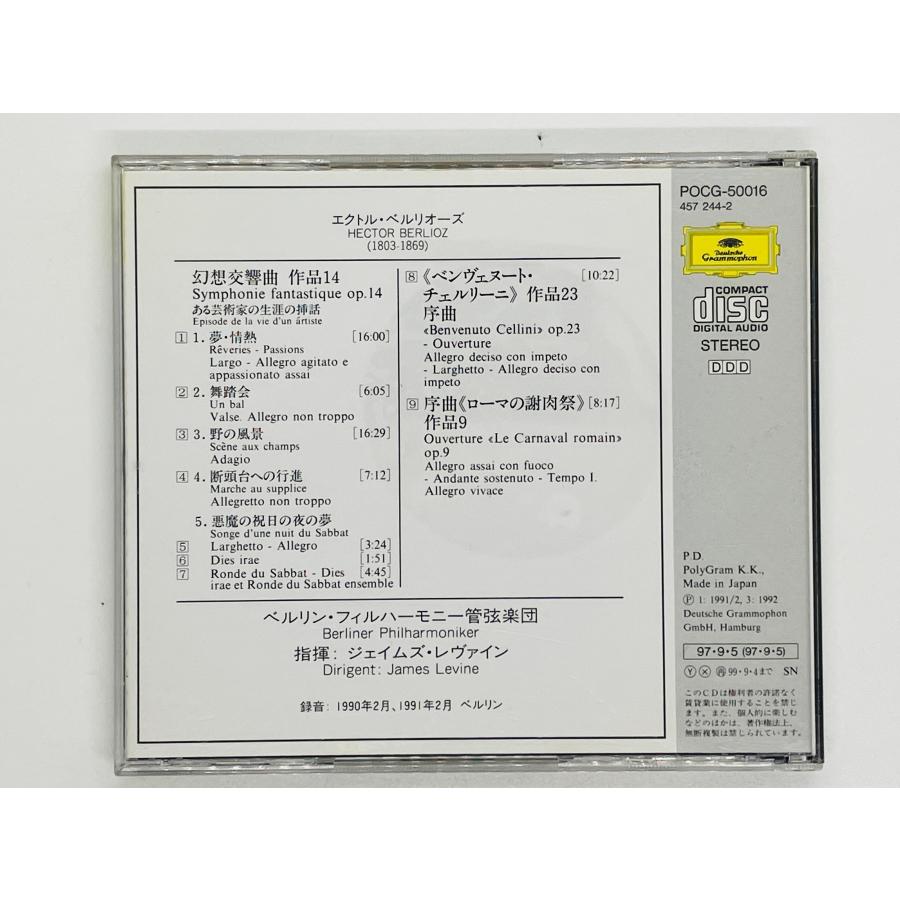 エクトル・ベルリオーズ
HECTOR BERLIOZ
(1803-1869)
幻想交響曲 作品14
Symphonie fantastique op.14
ある芸術家の生涯の挿話
Episode de la vie d'un artiste
1 1. 夢・情熱 [16:00]
Rêveries - Passions
Largo - Allegro agitato e
appassionato assai
2 2. 舞踏会 [6:05]
Un bal
Valse. Allegro non troppo
3 3. 野の風景 [16:29]
Scène aux champs
Adagio
4 4. 断頭台への行進 [7:12]
Marche au supplice
Allegretto non troppo
5. 悪魔の祝日の夜の夢
Songe d'une nuit du Sabbat
5 Larghetto - Allegro [3:24]
6 Dies irae [1:51]
7 Ronde du Sabbat - Dies [4:45]
irae et Ronde du Sabbat ensemble
8 《ベンヴェヌート・ [10:22]
チェルリーニ》 作品23
序曲
«Benvenuto Cellini» op.23
- Ouverture
Allegro deciso con impeto
- Larghetto - Allegro deciso con
impeto
9 序曲《ローマの謝肉祭》 [8:17]
作品9
Ouverture «Le Carnaval romain»
op.9
Allegro assai con fuoco
- Andante sostenuto - Tempo I.
Allegro vivace
ベルリン・フィルハーモニー管弦楽団
Berliner Philharmoniker
指揮: ジェイムズ・レヴァイン
Dirigent: James Levine
録音: 1990年2月、1991年2月 ベルリン
POCG-50016
457 244-2
Deutsche
Grammophon
COMPACT
disc
DIGITAL AUDIO
STEREO
DDD
P.D.
PolyGram K.K.,
Made in Japan
Ⓟ 1: 1991/2, 3: 1992
Deutsche Grammophon
GmbH, Hamburg
97・9・5 (97・9・5)
Ⓨ Ⓧ 再 99・9・4まで SN
このCDは権利者の許諾なく
賃貸業に使用することを禁じ
ます。また、個人的に楽しむ
などのほかは、著作権法上、
無断複製は禁じられています。